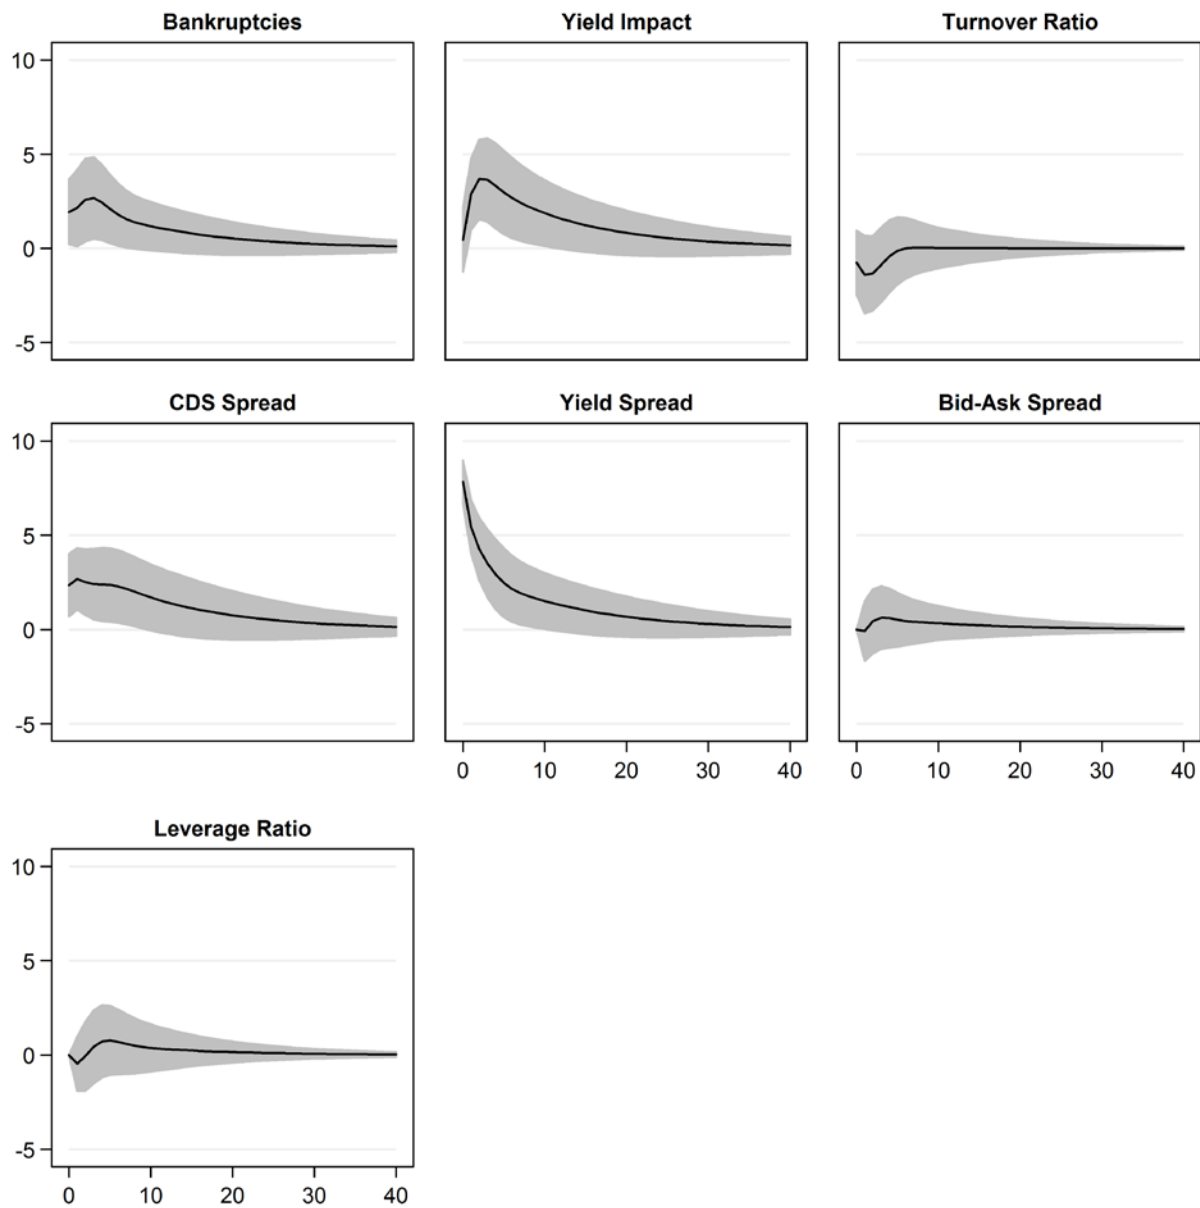 Bankruptcies
Yield Impact
Turnover Ratio
10
5
0
-5
CDS Spread
Yield Spread
Bid-Ask Spread
10
5
0
-5
0 10 20 30 40
0 10 20 30 40
Leverage Ratio
10
5
0
-5
0 10 20 30 40